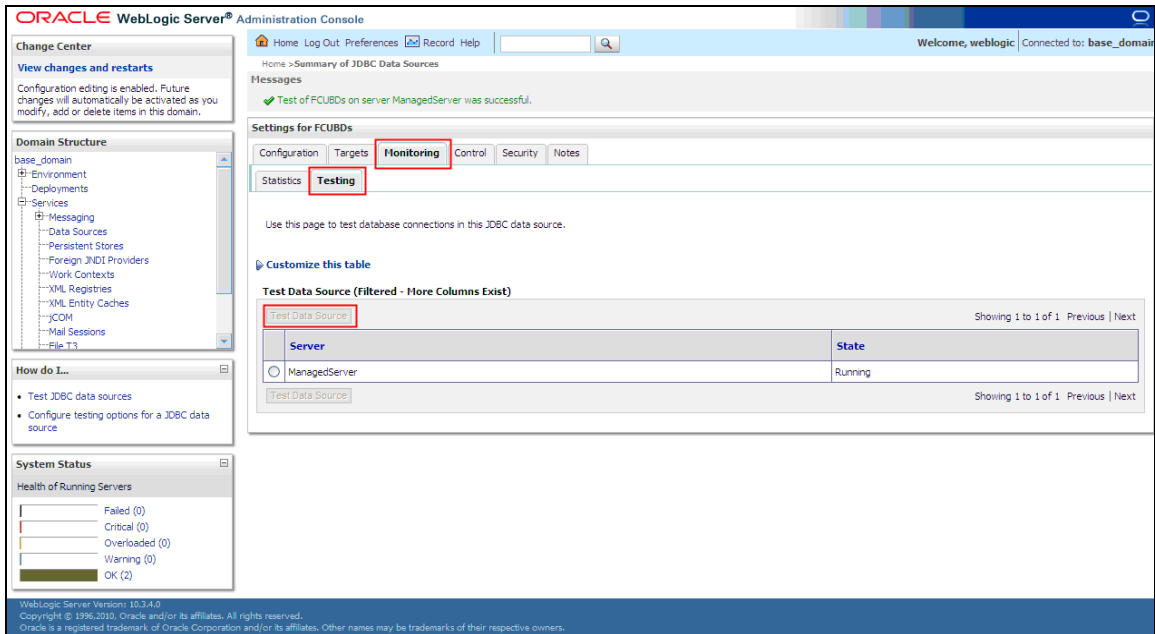 ORACLE WebLogic Server® Administration Console
Change Center
View changes and restarts
Configuration editing is enabled. Future
changes will automatically be activated as you
modify, add or delete items in this domain.
Domain Structure
base_domain
Environment
Deployments
Services
Messaging
Data Sources
Persistent Stores
Foreign JNDI Providers
Work Contexts
XML Registries
XML Entity Caches
jCOM
Mail Sessions
File T3
How do I...
Test JDBC data sources
Configure testing options for a JDBC data
source
System Status
Health of Running Servers
Failed (0)
Critical (0)
Overloaded (0)
Warning (0)
OK (2)
Home Log Out Preferences Record Help
Welcome, weblogic Connected to: base_domain
Home >Summary of JDBC Data Sources
Messages
Test of FCUBDs on server ManagedServer was successful.
Settings for FCUBDs
Configuration Targets Monitoring Control Security Notes
Statistics Testing
Use this page to test database connections in this JDBC data source.
Customize this table
Test Data Source (Filtered - More Columns Exist)
Test Data Source Showing 1 to 1 of 1 Previous | Next
Server State
ManagedServer Running
Test Data Source Showing 1 to 1 of 1 Previous | Next
WebLogic Server Version: 10.3.4.0
Copyright © 1996,2010, Oracle and/or its affiliates. All rights reserved.
Oracle is a registered trademark of Oracle Corporation and/or its affiliates. Other names may be trademarks of their respective owners.